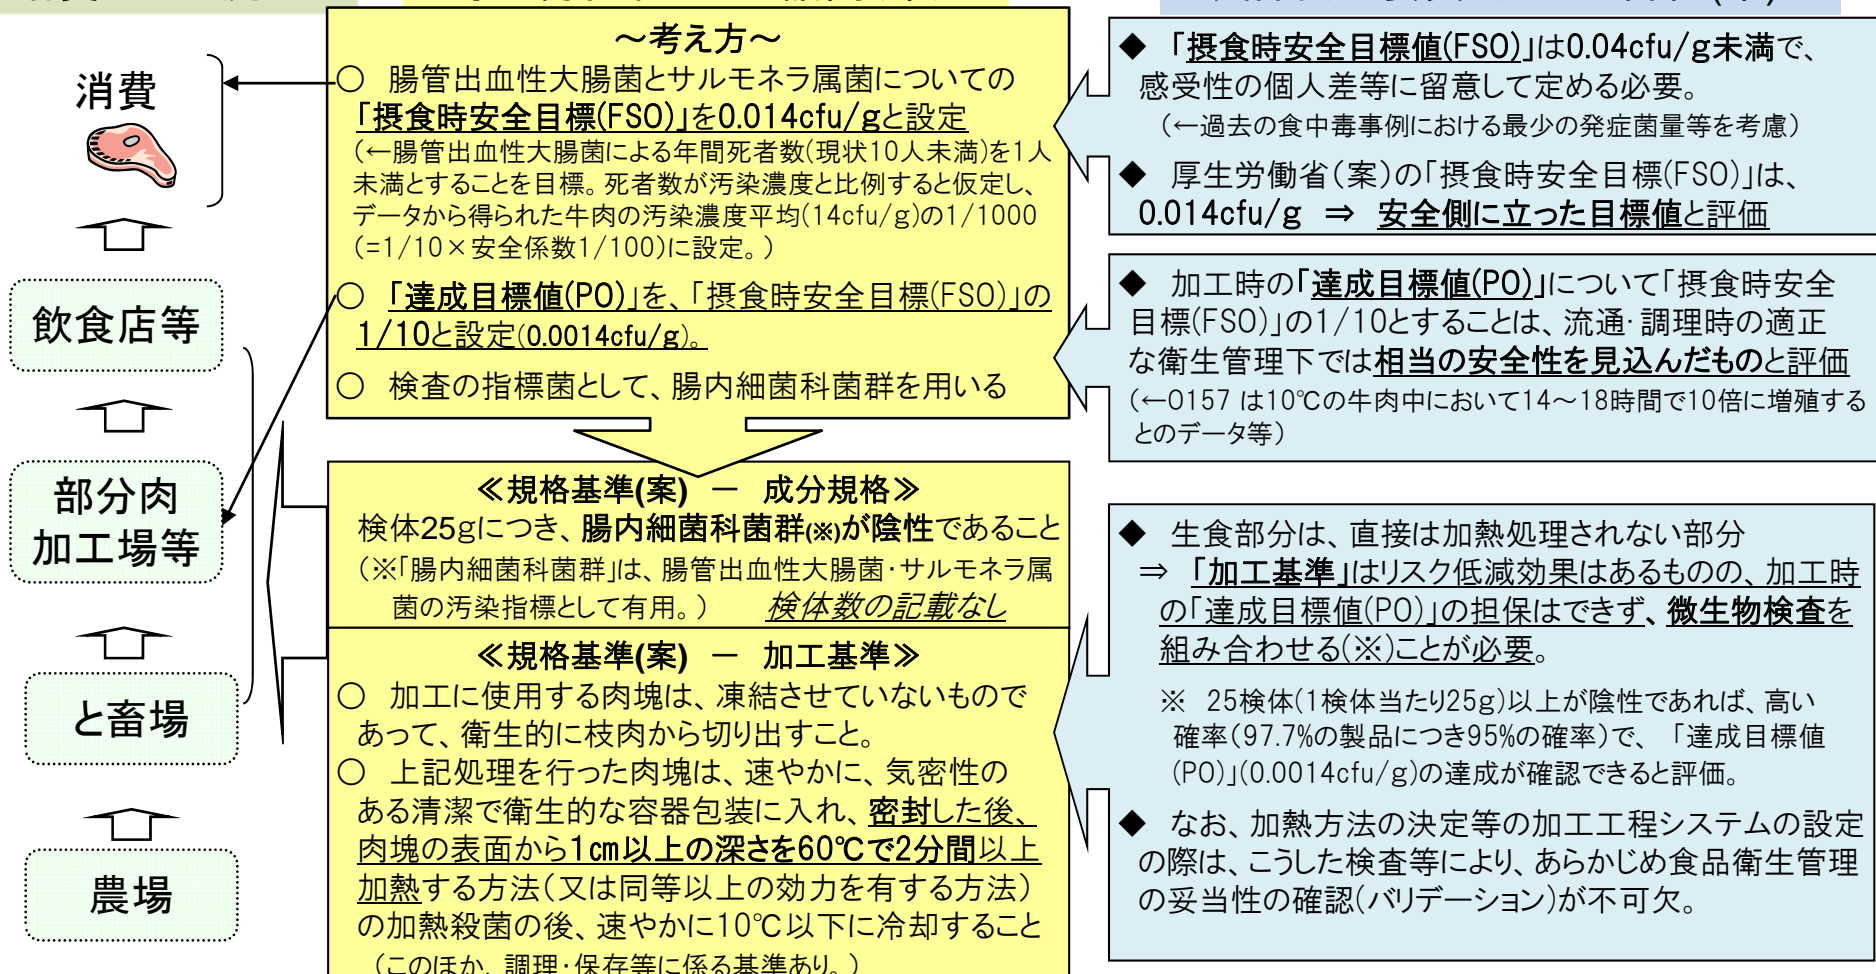 消費
飲食店等
部分肉
加工場等
と畜場
農場
～考え方～
○ 腸管出血性大腸菌とサルモネラ属菌についての
「摂食時安全目標(FSO)」を0.014cfu/gと設定
(←腸管出血性大腸菌による年間死者数(現状10人未満)を1人
未満とすることを目標。死者数が汚染濃度と比例すると仮定し、
データから得られた牛肉の汚染濃度平均(14cfu/g)の1/1000
(=1/10×安全係数1/100)に設定。)
○ 「達成目標値(PO)」を、「摂食時安全目標(FSO)」の
1/10と設定(0.0014cfu/g)。
○ 検査の指標菌として、腸内細菌科菌群を用いる
≪規格基準(案) － 成分規格≫
検体25gにつき、腸内細菌科菌群(※)が陰性であること
(※「腸内細菌科菌群」は、腸管出血性大腸菌・サルモネラ属
菌の汚染指標として有用。) 検体数の記載なし
≪規格基準(案) － 加工基準≫
○ 加工に使用する肉塊は、凍結させていないもので
あって、衛生的に枝肉から切り出すこと。
○ 上記処理を行った肉塊は、速やかに、気密性の
ある清潔で衛生的な容器包装に入れ、密封した後、
肉塊の表面から1㎝以上の深さを60℃で2分間以上
加熱する方法(又は同等以上の効力を有する方法)
の加熱殺菌の後、速やかに10℃以下に冷却すること
(このほか、調理・保存等に係る基準あり。)
◆ 「摂食時安全目標値(FSO)」は0.04cfu/g未満で、
感受性の個人差等に留意して定める必要。
(←過去の食中毒事例における最少の発症菌量等を考慮)
◆ 厚生労働省(案)の「摂食時安全目標(FSO)」は、
0.014cfu/g ⇒ 安全側に立った目標値と評価
◆ 加工時の「達成目標値(PO)」について「摂食時安全
目標(FSO)」の1/10とすることは、流通・調理時の適正
な衛生管理下では相当の安全性を見込んだものと評価
(←O157 は10℃の牛肉中において14～18時間で10倍に増殖する
とのデータ等)
◆ 生食部分は、直接は加熱処理されない部分
⇒ 「加工基準」はリスク低減効果はあるものの、加工時
の「達成目標値(PO)」の担保はできず、微生物検査を
組み合わせる(※)ことが必要。
※ 25検体(1検体当たり25g)以上が陰性であれば、高い
確率(97.7%の製品につき95%の確率)で、「達成目標値
(PO)」(0.0014cfu/g)の達成が確認できると評価。
◆ なお、加熱方法の決定等の加工工程システムの設定
の際は、こうした検査等により、あらかじめ食品衛生管理
の妥当性の確認(バリデーション)が不可欠。